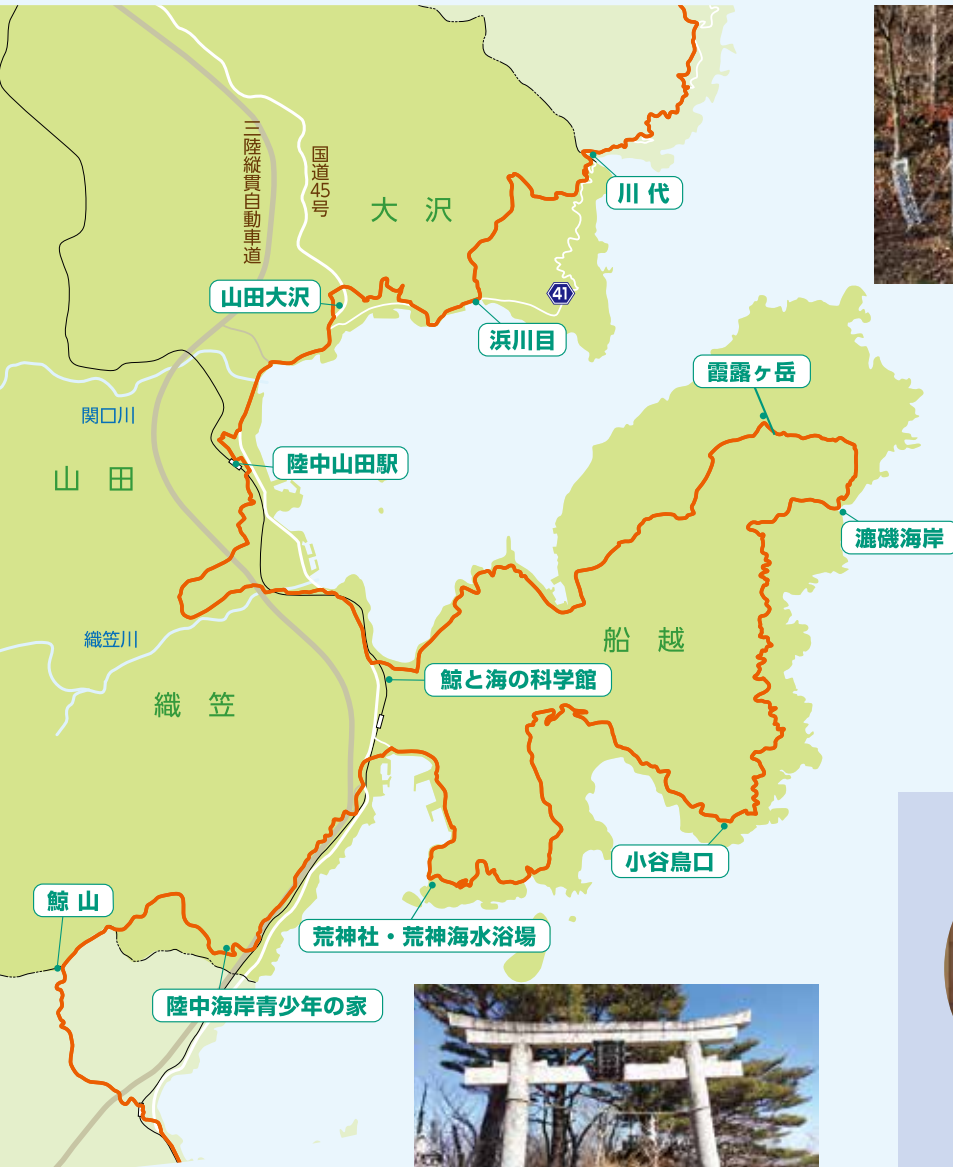 三陸縦貫自動車道
国道45号
大 沢
川 代
山田大沢
41
浜川目
霞露ヶ岳
関口川
陸中山田駅
山 田
漉磯海岸
織笠川
船 越
鯨と海の科学館
織 笠
小谷鳥口
鯨 山
荒神社・荒神海水浴場
陸中海岸青少年の家